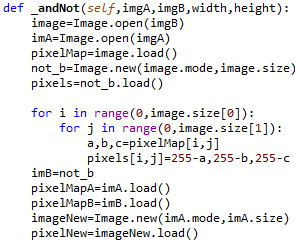 def _andNot(self,imgA,imgB,width,height):
    image=Image.open(imgB)
    imA=Image.open(imgA)
    pixelMap=image.load()
    not_b=Image.new(image.mode,image.size)
    pixels=not_b.load()

    for i in range(0,image.size[0]):
        for j in range(0,image.size[1]):
            a,b,c=pixelMap[i,j]
            pixels[i,j]=255-a,255-b,255-c
    imB=not_b
    pixelMapA=imA.load()
    pixelMapB=imB.load()
    imageNew=Image.new(imA.mode,imA.size)
    pixelNew=imageNew.load()